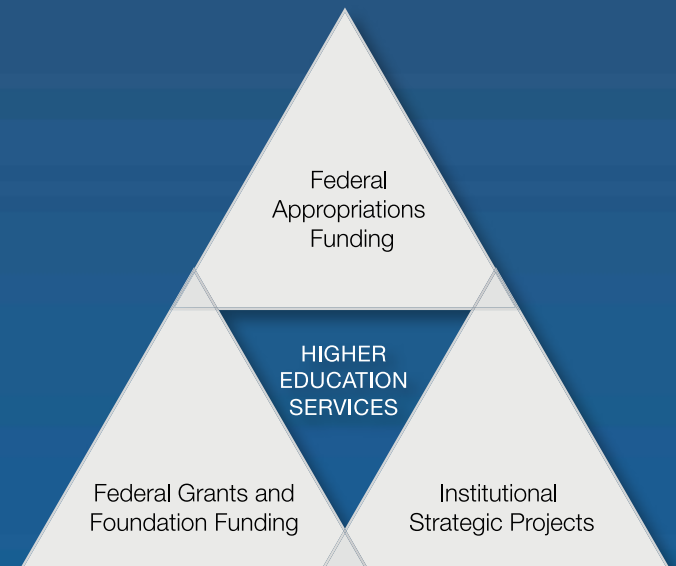 Federal
Appropriations
Funding
HIGHER
EDUCATION
SERVICES
Federal Grants and
Foundation Funding
Institutional
Strategic Projects